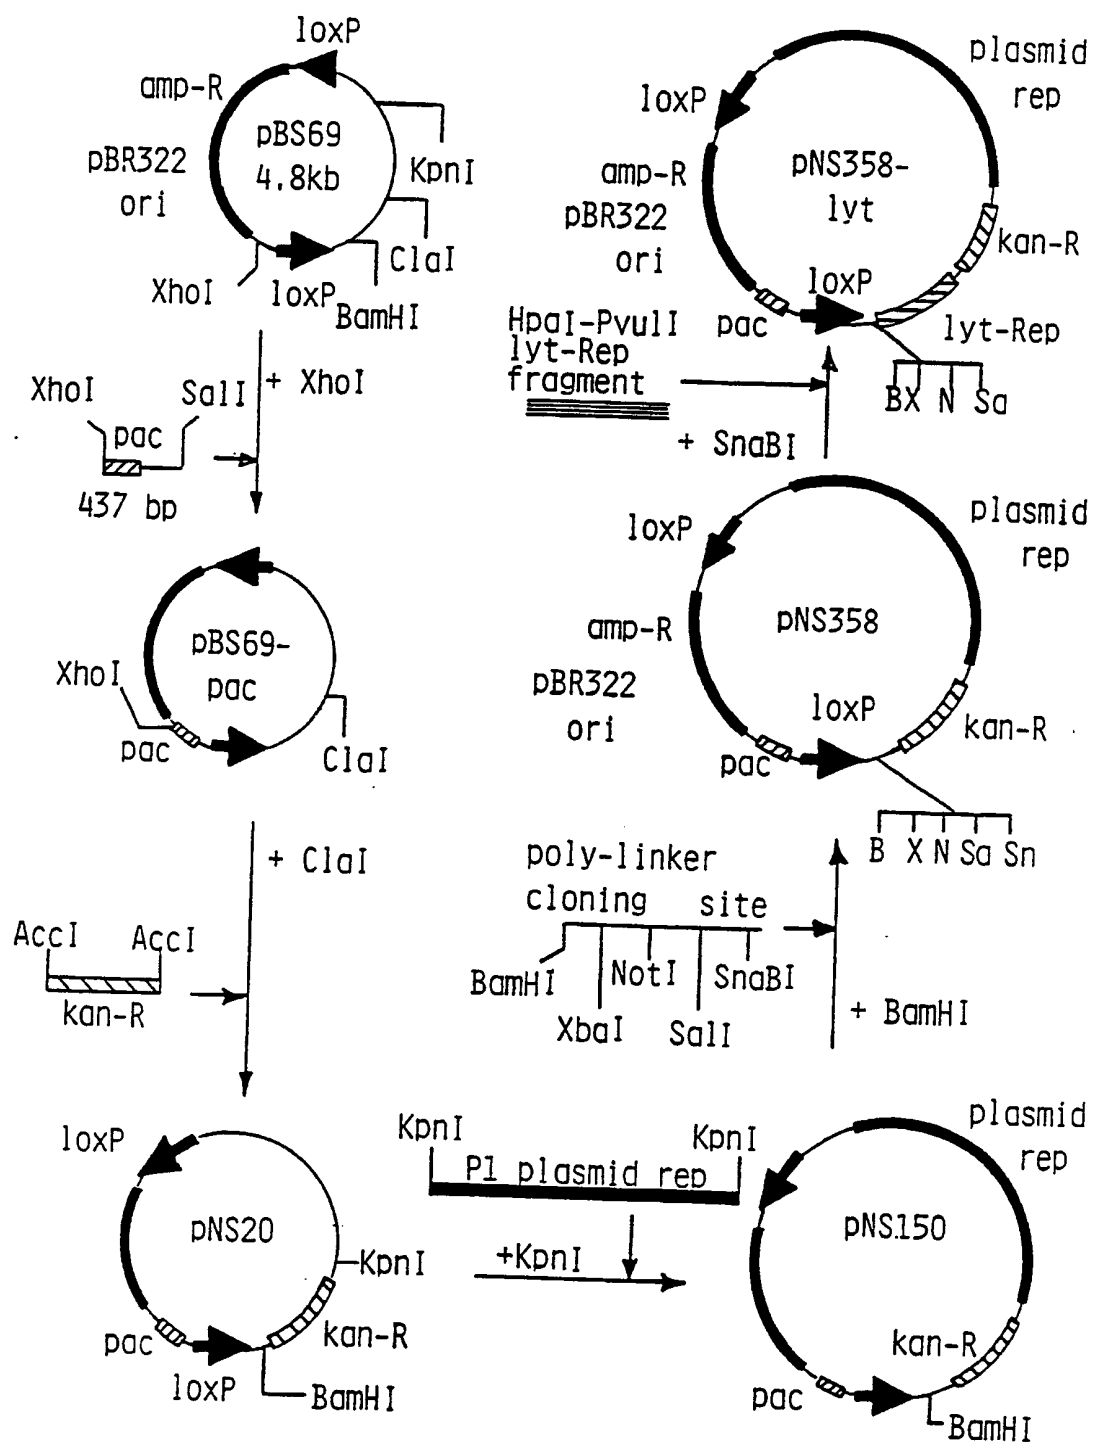 loxP
amp-R
pBS69
4.8kb
pBR322
ori
KpnI
ClaI
XhoI
loxP
BamHI
+ XhoI
XhoI
SalI
pac
437 bp
pBS69-
pac
XhoI
pac
ClaI
+ ClaI
AccI
AccI
kan-R
loxP
pNS20
KpnI
kan-R
pac
loxP
BamHI
KpnI
KpnI
P1 plasmid rep
+KpnI
plasmid
rep
pNS150
kan-R
pac
BamHI
poly-linker
cloning site
BamHI
NotI
SnaBI
XbaI
SalI
+ BamHI
plasmid
rep
loxP
pNS358
amp-R
pBR322
ori
loxP
kan-R
pac
B X N Sa Sn
HpaI-PvuII
lyt-Rep
fragment
+ SnaBI
plasmid
rep
loxP
pNS358-
lyt
amp-R
pBR322
ori
kan-R
loxP
pac
lyt-Rep
BX N Sa